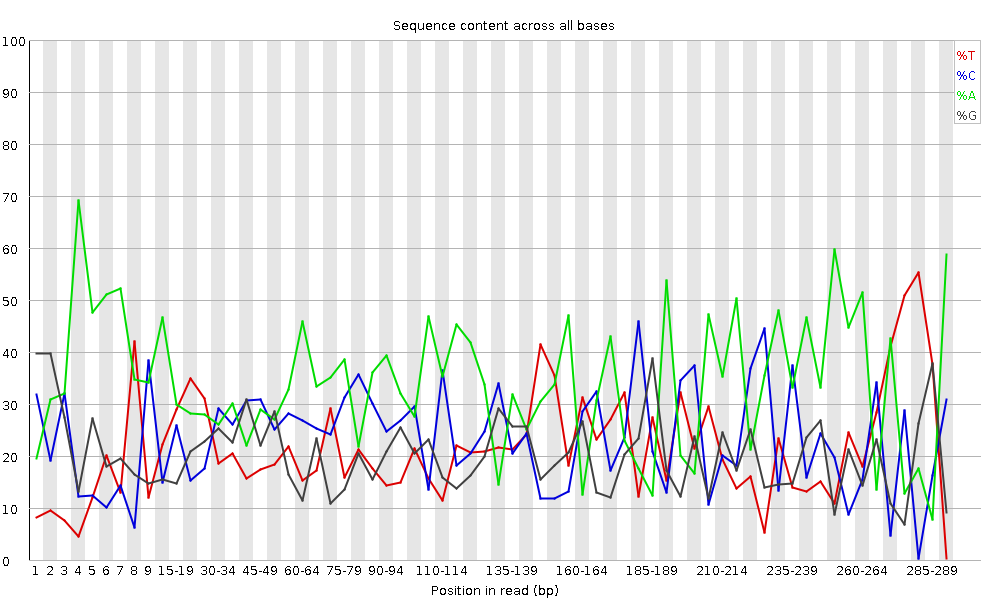 Sequence content across all bases
100
90
80
70
60
50
40
30
20
10
0
%T
%C
%A
%G
1 2 3 4 5 6 7 8 9 15-19 30-34 45-49 60-64 75-79 90-94 110-114 135-139 160-164 185-189 210-214 235-239 260-264 285-289
Position in read (bp)